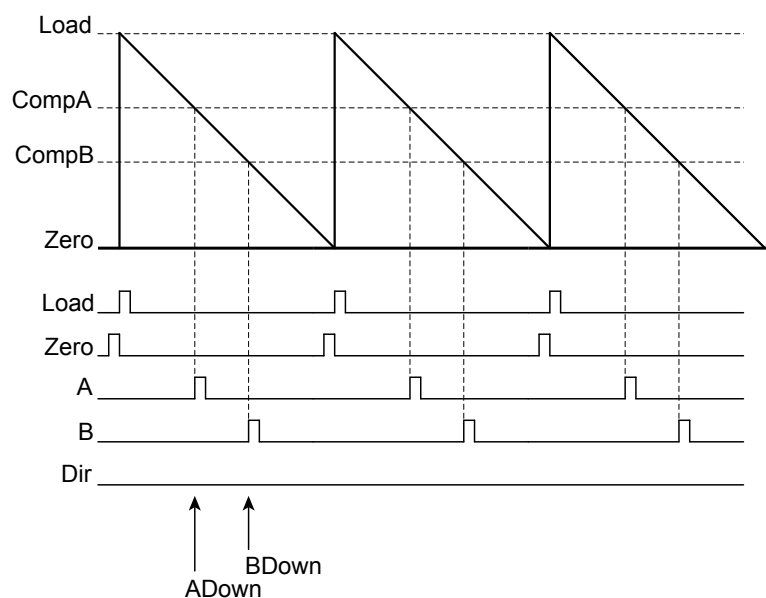 Load
CompA
CompB
Zero
Load
Zero
A
B
Dir
BDown
ADown